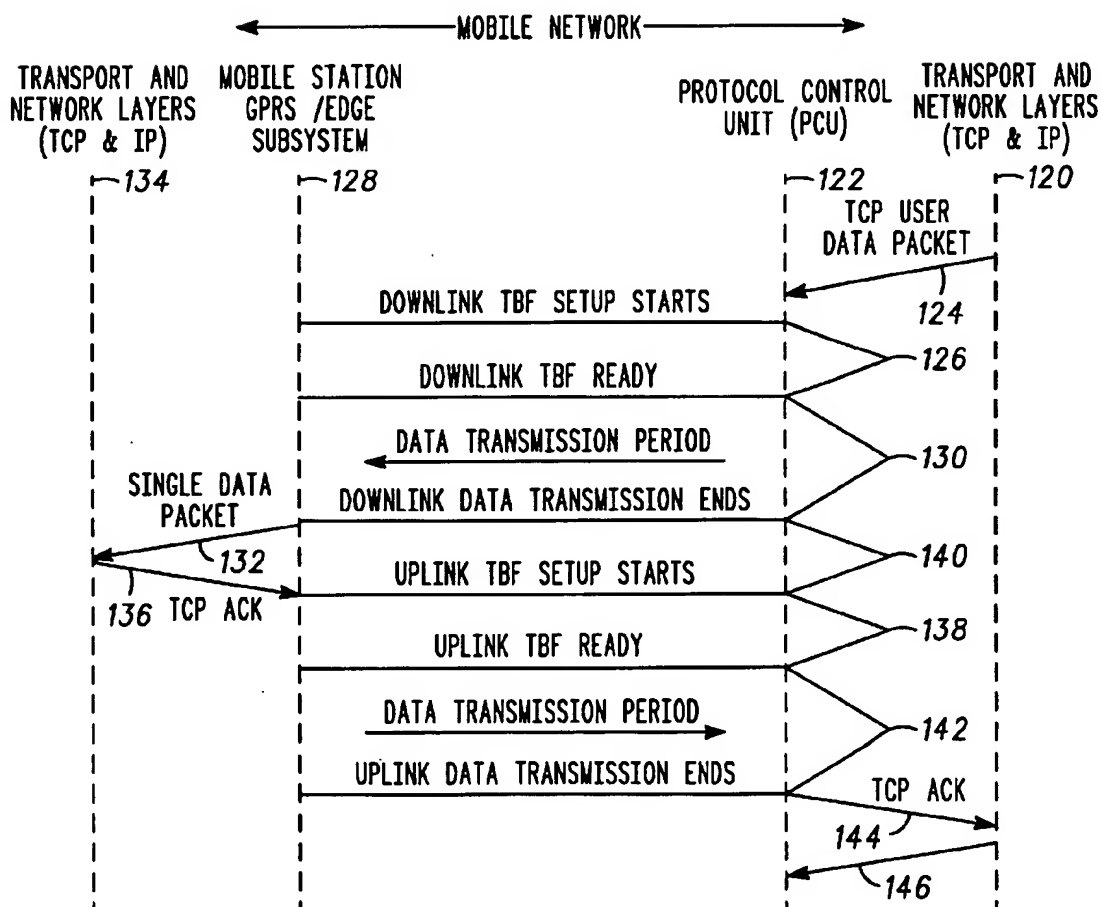 MOBILE NETWORK
TRANSPORT AND
NETWORK LAYERS
(TCP & IP)
134
MOBILE STATION
GPRS /EDGE
SUBSYSTEM
128
PROTOCOL CONTROL
UNIT (PCU)
122
TRANSPORT AND
NETWORK LAYERS
(TCP & IP)
120
TCP USER
DATA PACKET
124
DOWNLINK TBF SETUP STARTS
126
DOWNLINK TBF READY
DATA TRANSMISSION PERIOD
130
SINGLE DATA
PACKET
132
DOWNLINK DATA TRANSMISSION ENDS
140
136 TCP ACK
UPLINK TBF SETUP STARTS
138
UPLINK TBF READY
DATA TRANSMISSION PERIOD
142
UPLINK DATA TRANSMISSION ENDS
TCP ACK
144
146